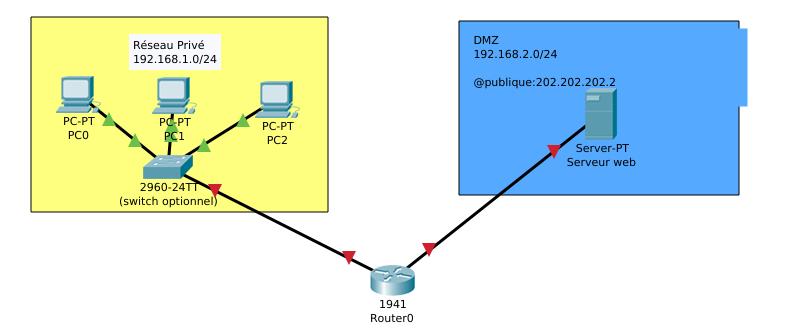 Réseau Privé
192.168.1.0/24
PC-PT
PC0
PC-PT
PC1
PC-PT
PC2
2960-24TT
(switch optionnel)
DMZ
192.168.2.0/24
@publique:202.202.202.2
Server-PT
Serveur web
1941
Router0